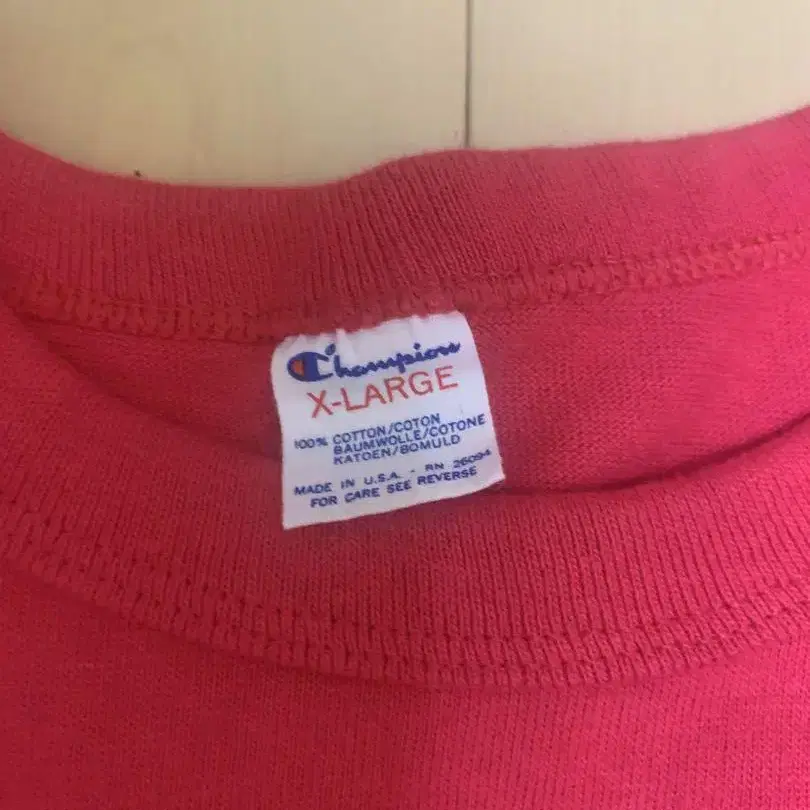 Champion
X-LARGE
100% COTTON/COTON
BAUMWOLLE/COTONE
KATOEN/BOMULD
MADE IN U.S.A. - RN 26094
FOR CARE SEE REVERSE